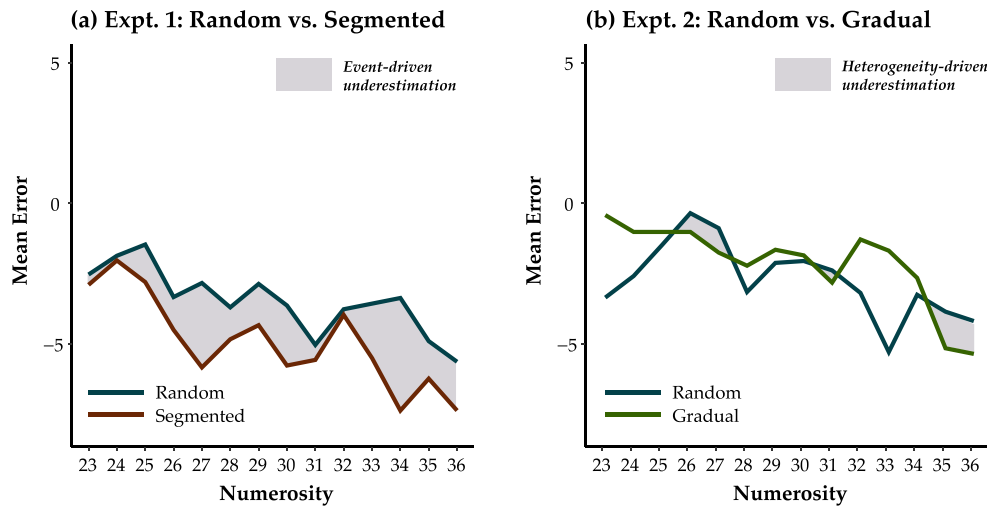 (a) Expt. 1: Random vs. Segmented
Event-driven
underestimation
5
0
−5
Mean Error
Random
Segmented
23 24 25 26 27 28 29 30 31 32 33 34 35 36
Numerosity
(b) Expt. 2: Random vs. Gradual
Heterogeneity-driven
underestimation
5
0
−5
Mean Error
Random
Gradual
23 24 25 26 27 28 29 30 31 32 33 34 35 36
Numerosity